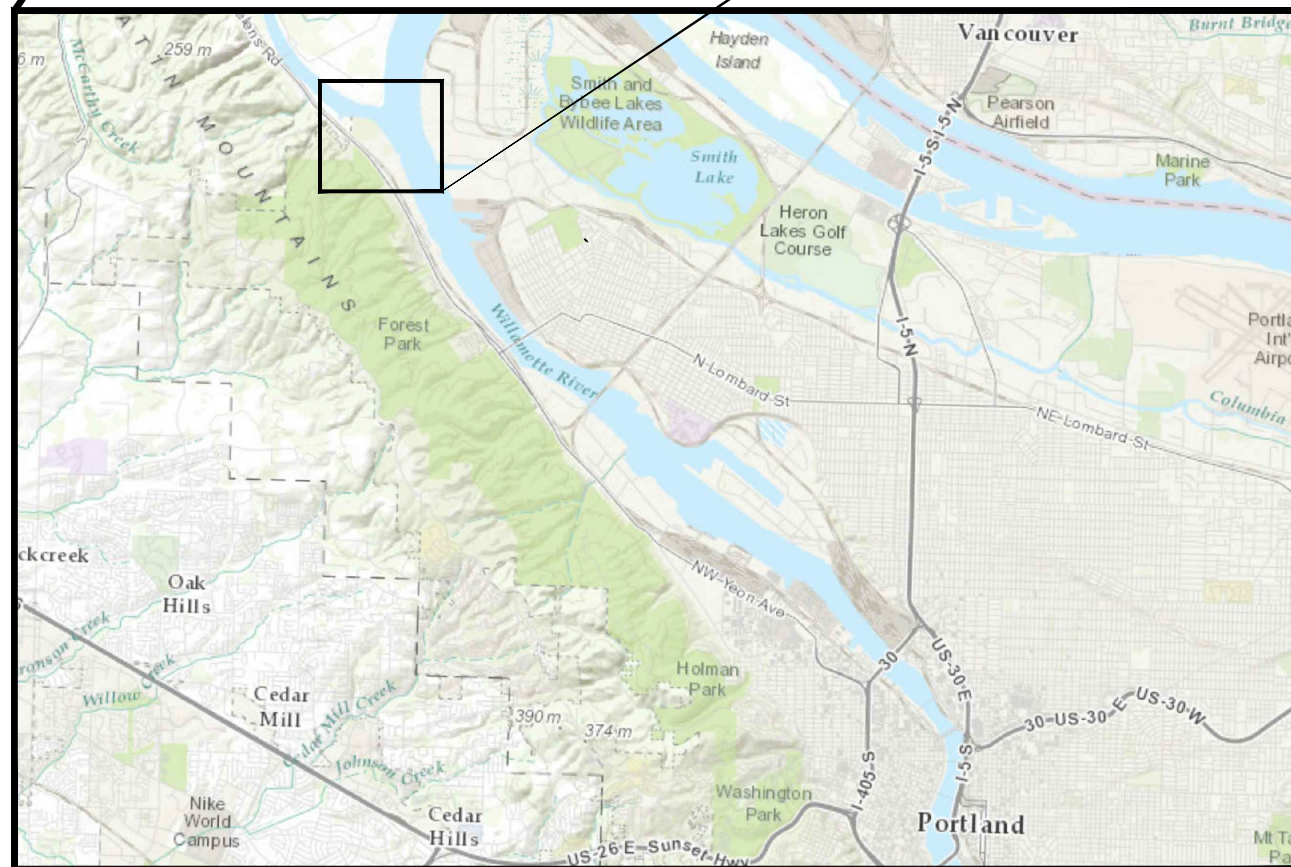 Vancouver
Burnt Bridge
Hayden
Island
259 m
6 m
McCarthy Creek
MOUNTAINS
Smith and
Bybee Lakes
Wildlife Area
Smith
Lake
Pearson
Airfield
I-5-S
I-5-N
Marine
Park
Heron
Lakes Golf
Course
Forest
Park
Willamette River
I-5-N
N-Lombard-St
NE-Lombard-St
Columbia
Oak
Hills
NW-Yeon-Ave
Holman
Park
30
US-30-E
Willow Creek
Cedar
Mill
Cedar Mill Creek
Johnson Creek
390 m
374 m
30-US-30-E
US-30-W
I-405-S
I-5-S
Nike
World
Campus
Cedar
Hills
Washington
Park
Portland
US-26 E-Sunset-Hwy